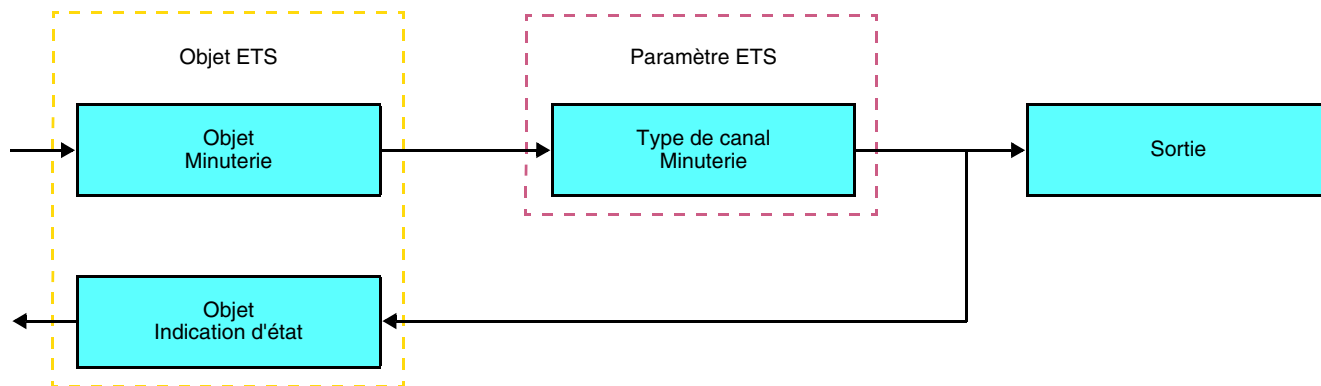 Objet ETS
Paramètre ETS
Objet
Minuterie
Type de canal
Minuterie
Sortie
Objet
Indication d'état